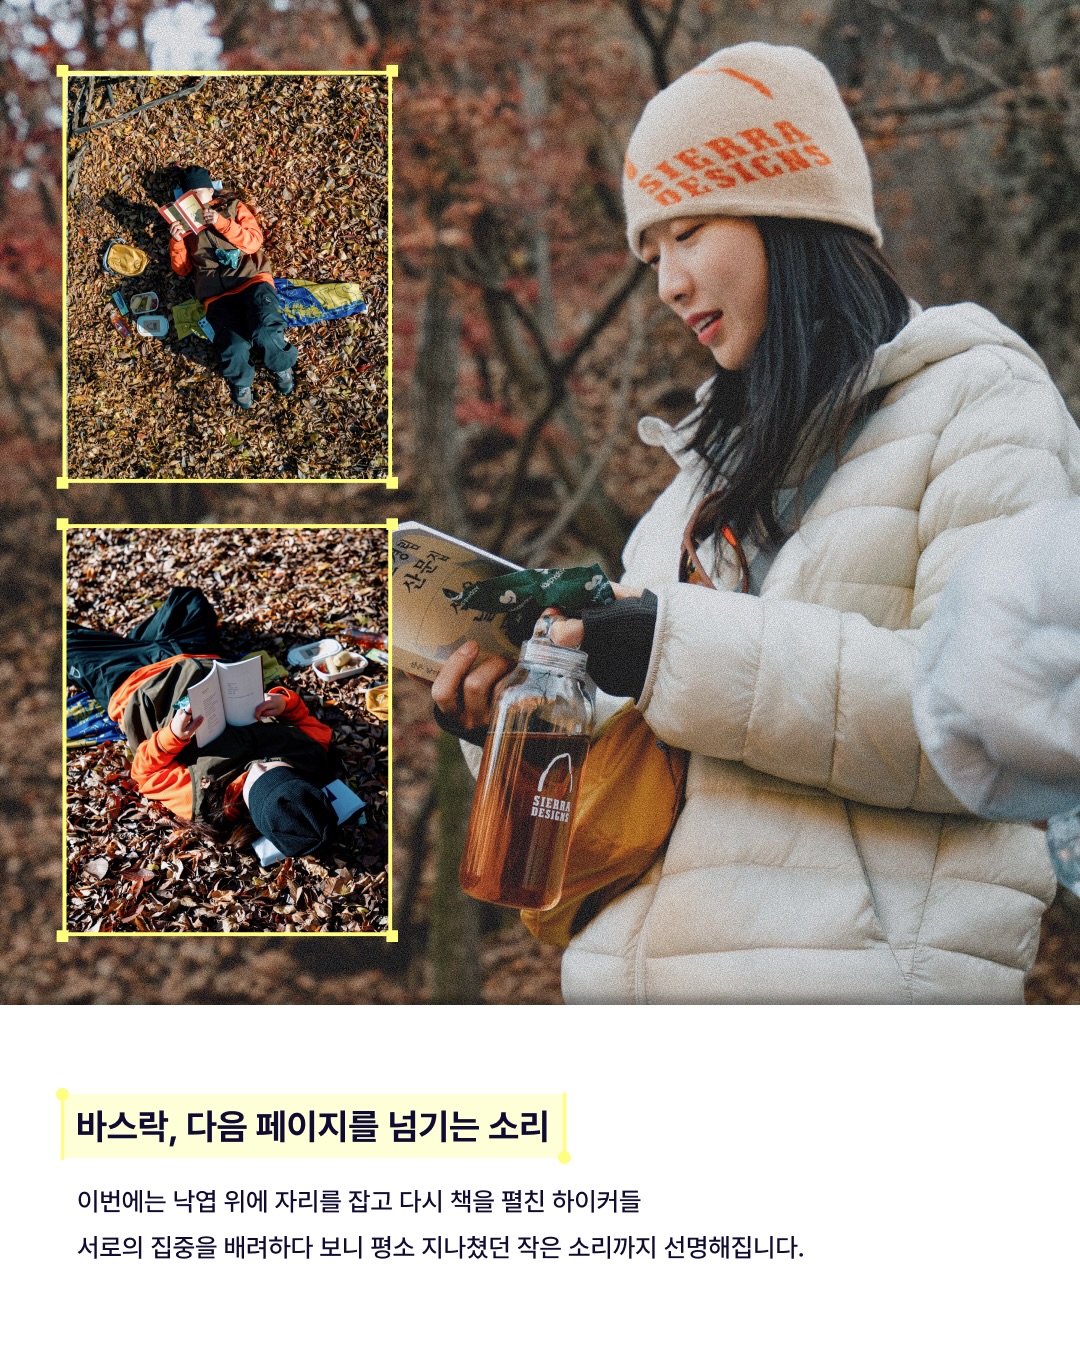 SIERRA
DESIGNS
산문집
SIERRA
DESIGNS
바스락, 다음 페이지를 넘기는 소리
이번에는 낙엽 위에 자리를 잡고 다시 책을 펼친 하이커들
서로의 집중을 배려하다 보니 평소 지나쳤던 작은 소리까지 선명해집니다.